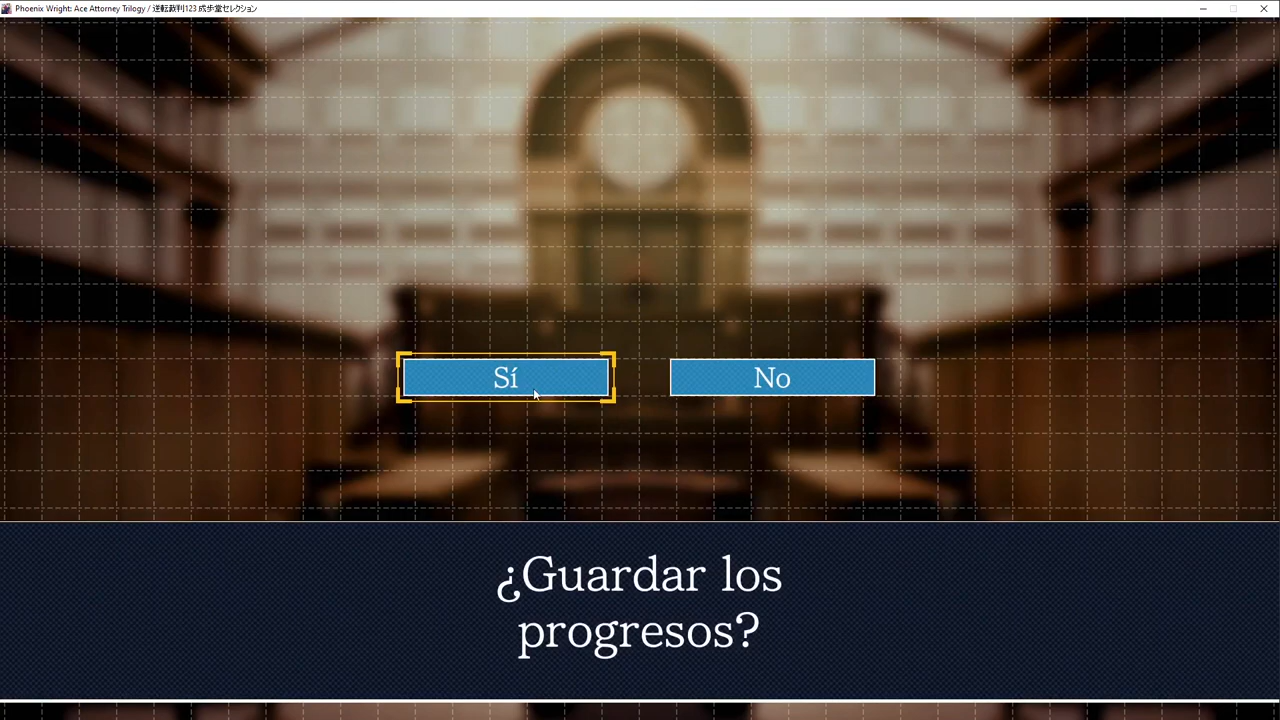 Phoenix Wright: Ace Attorney Trilogy / 逆転裁判123 成歩堂セレクション
Sí
No
¿Guardar los
progresos?